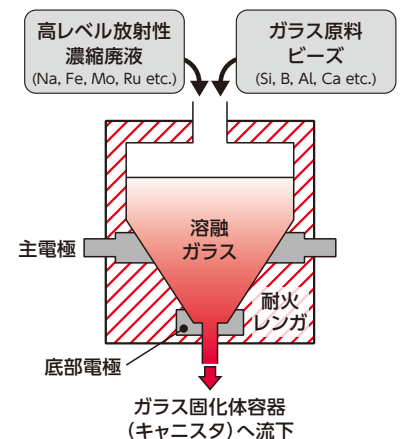 高レベル放射性
濃縮廃液
(Na, Fe, Mo, Ru etc.)
ガラス原料
ビーズ
(Si, B, Al, Ca etc.)
溶融
ガラス
主電極
耐火
レンガ
底部電極
ガラス固化体容器
(キャニスタ)へ流下